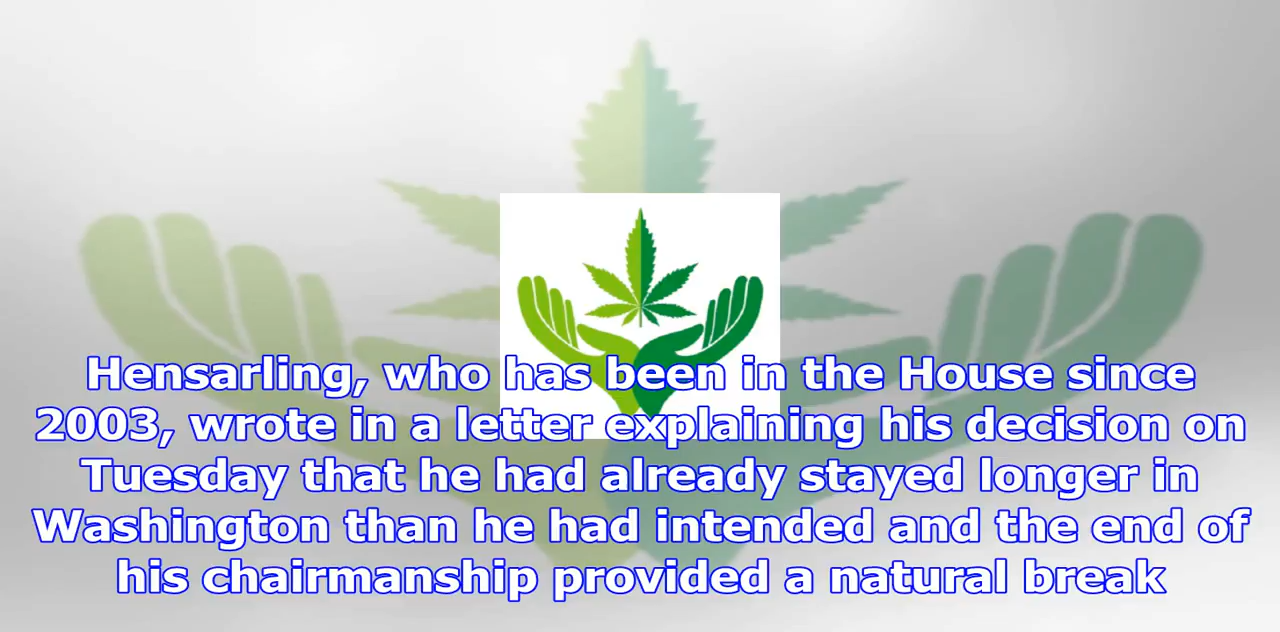 Hensarling, who has been in the House since
2003, wrote in a letter explaining his decision on
Tuesday that he had already stayed longer in
Washington than he had intended and the end of
his chairmanship provided a natural break